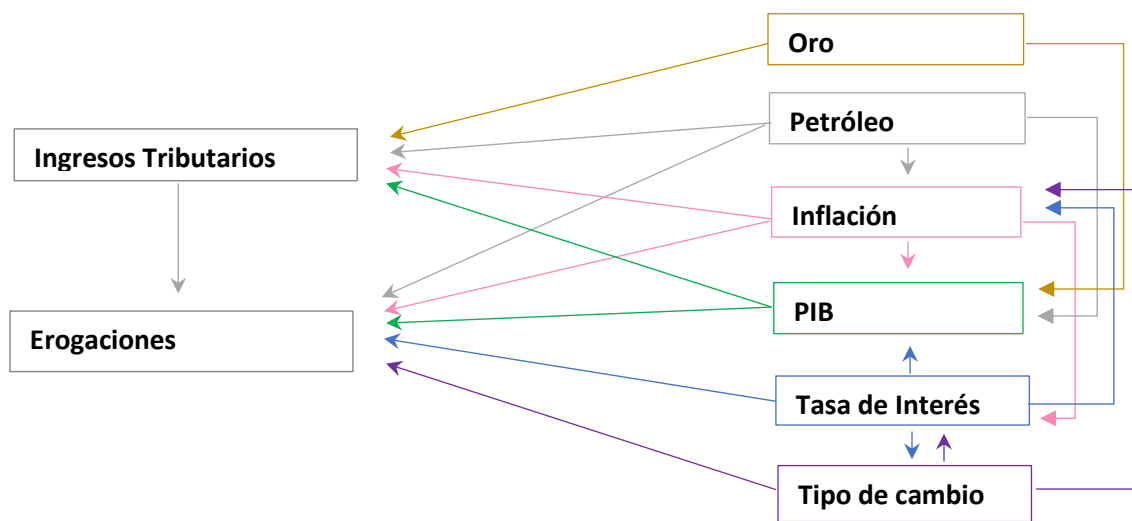 Oro
Petróleo
Ingresos Tributarios
Inflación
PIB
Erogaciones
Tasa de Interés
Tipo de cambio